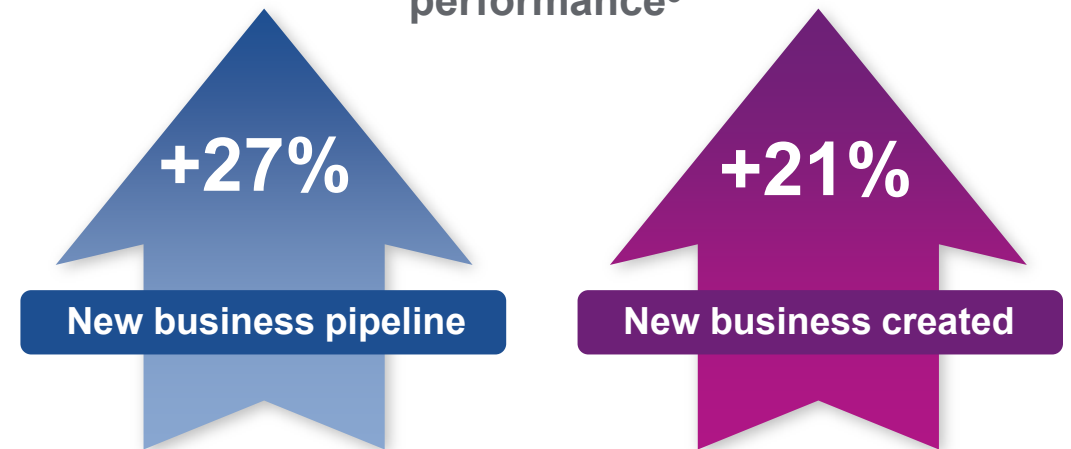 performance
+27%
+21%
New business pipeline
New business created